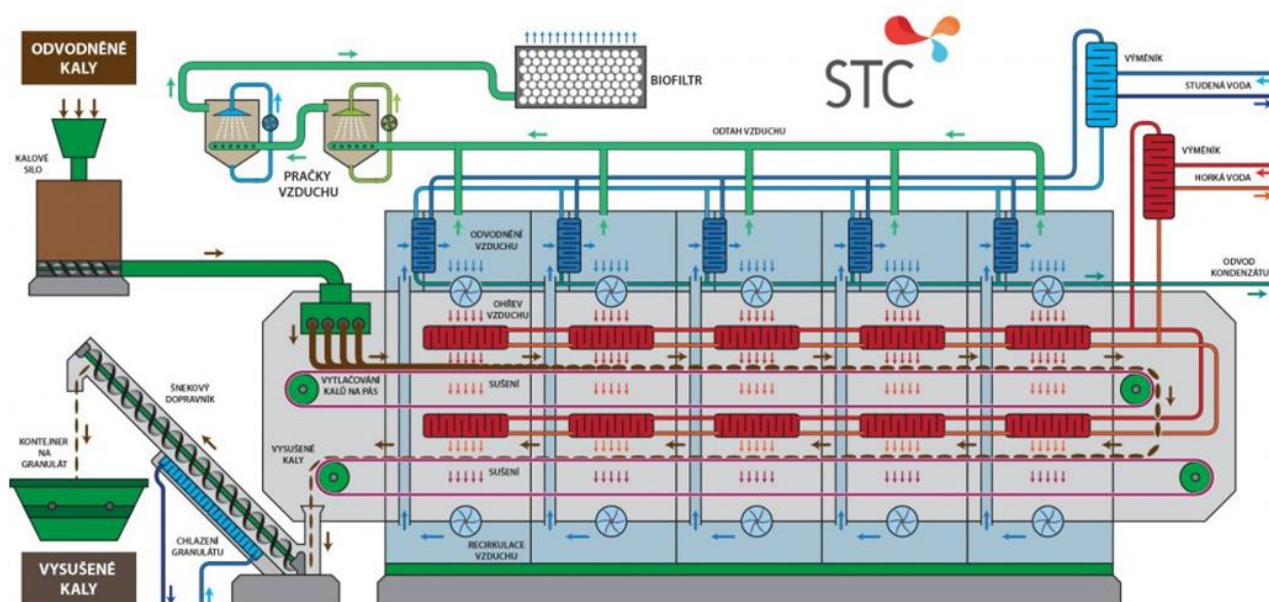 ODVODNĚNÉ
KALY
KALOVÉ
SILO
BIOFILTR
PRAČKY
VZDUCHU
STC
ODTAH VZDUCHU
VÝMĚNÍK
STUDENÁ VODA
VÝMĚNÍK
HORKÁ VODA
ODVOD
KONDENZÁTU
ODVODNĚNÍ
VZDUCHU
OHŘEV
VZDUCHU
VYTLAČOVÁNÍ
KALŮ NA PÁS
SUŠENÍ
ŠNEKOVÝ
DOPRAVNÍK
KONTEJNER
NA
GRANULÁT
VYSUŠENÉ
KALY
SUŠENÍ
CHLAZENÍ
GRANULÁTU
RECIRKULACE
VZDUCHU
VYSUŠENÉ
KALY